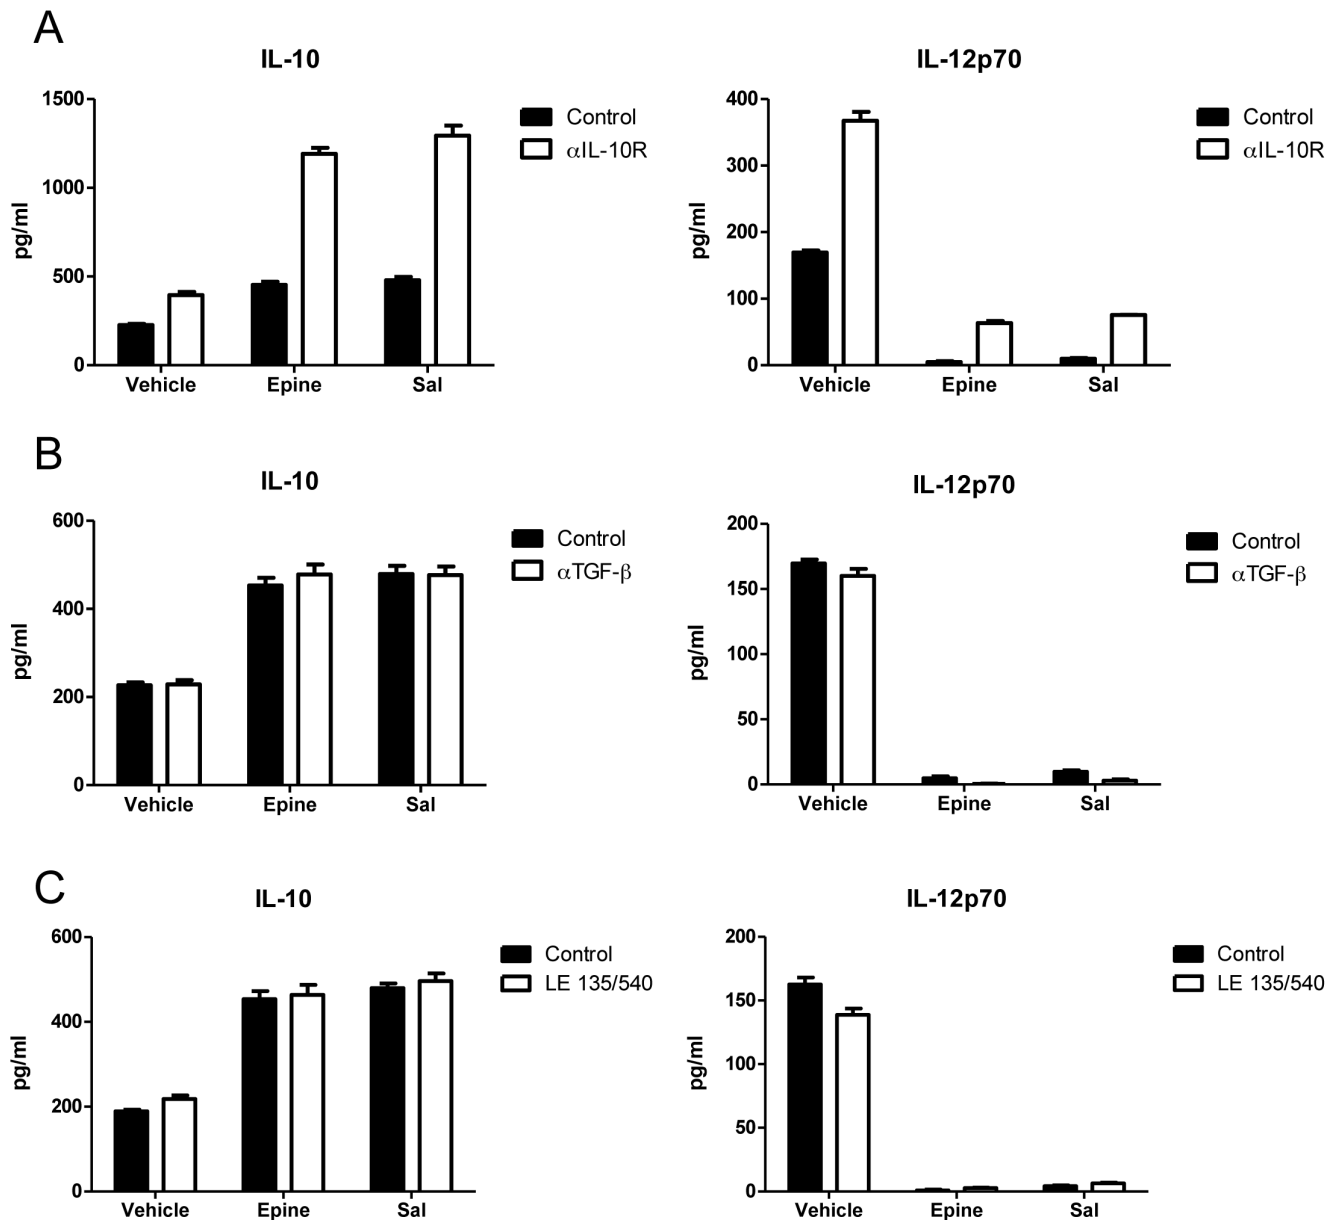 A
IL-10
1500
1000
500
0
pg/ml
Vehicle Epine Sal
Control
αIL-10R
IL-12p70
400
300
200
100
0
pg/ml
Vehicle Epine Sal
Control
αIL-10R
B
IL-10
600
400
200
0
pg/ml
Vehicle Epine Sal
Control
αTGF-β
IL-12p70
200
150
100
50
0
pg/ml
Vehicle Epine Sal
Control
αTGF-β
C
IL-10
600
400
200
0
pg/ml
Vehicle Epine Sal
Control
LE 135/540
IL-12p70
200
150
100
50
0
pg/ml
Vehicle Epine Sal
Control
LE 135/540